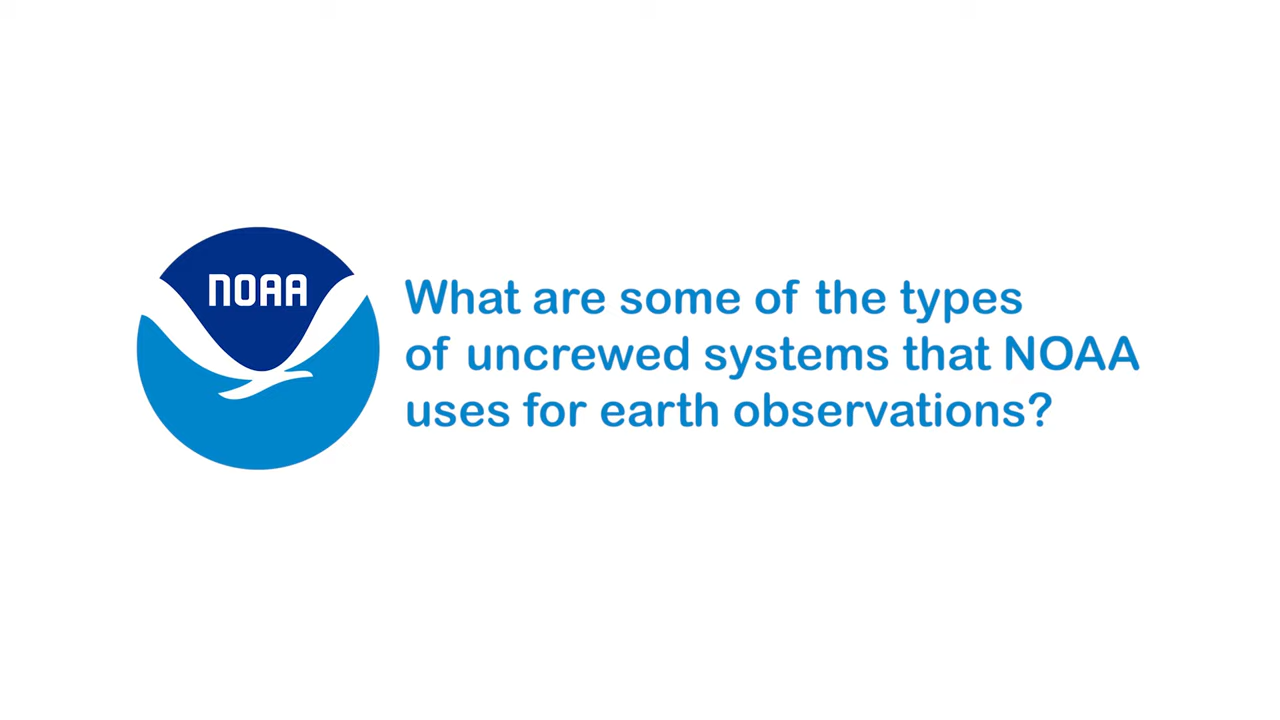 NOAA
What are some of the types
of uncrewed systems that NOAA
uses for earth observations?